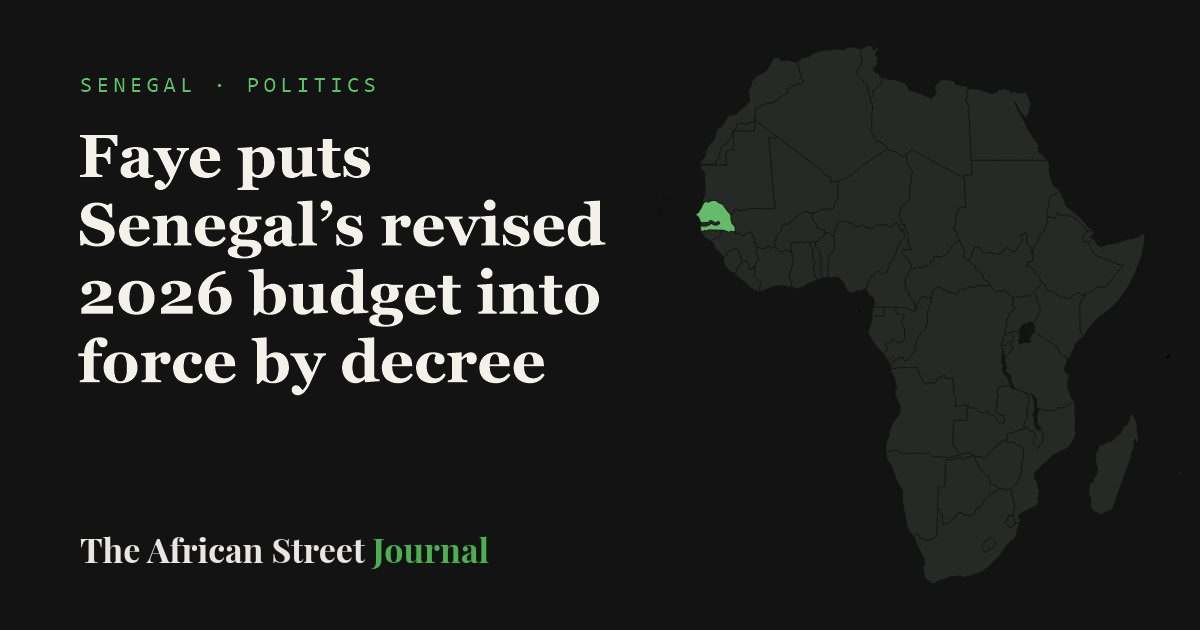 SENEGAL · POLITICS
Faye puts
Senegal’s revised
2026 budget into
force by decree
The African Street Journal